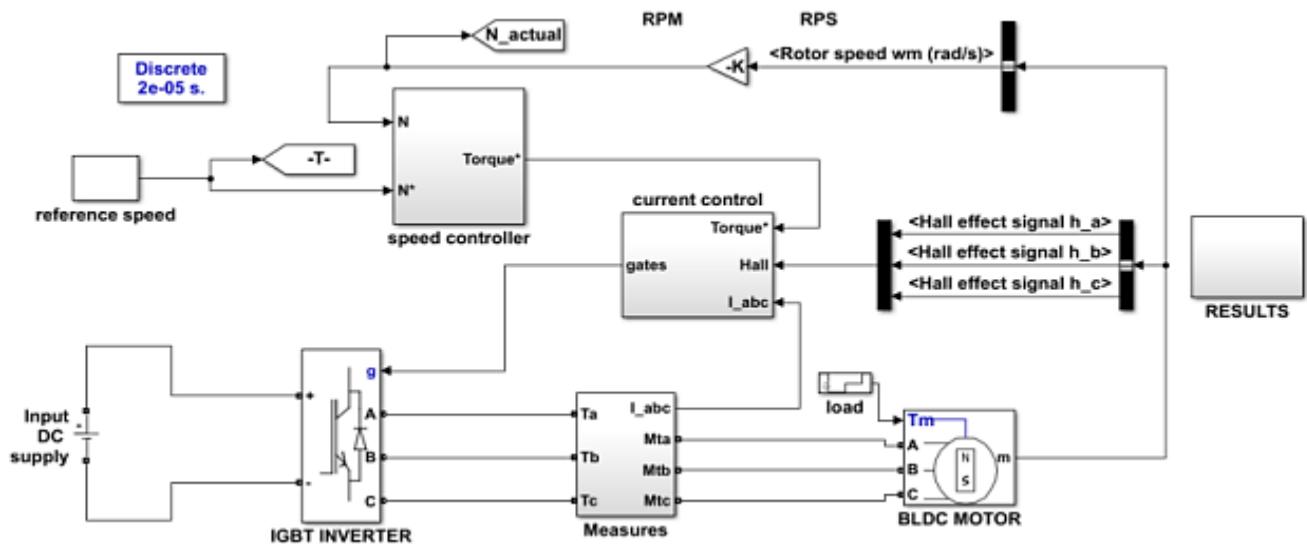 RPM
RPS
N_actual
<Rotor speed wm (rad/s)>
-K
Discrete
2e-05 s.
N
Torque*
N*
-T-
reference speed
speed controller
current control
Torque*
gates
Hall
I_abc
<Hall effect signal h_a>
<Hall effect signal h_b>
<Hall effect signal h_c>
RESULTS
Input
DC
supply
+
-
g
A
B
C
IGBT INVERTER
Ta
Tb
Tc
I_abc
Mta
Mtb
Mtc
Measures
load
Tm
A
B
C
N
S
m
BLDC MOTOR